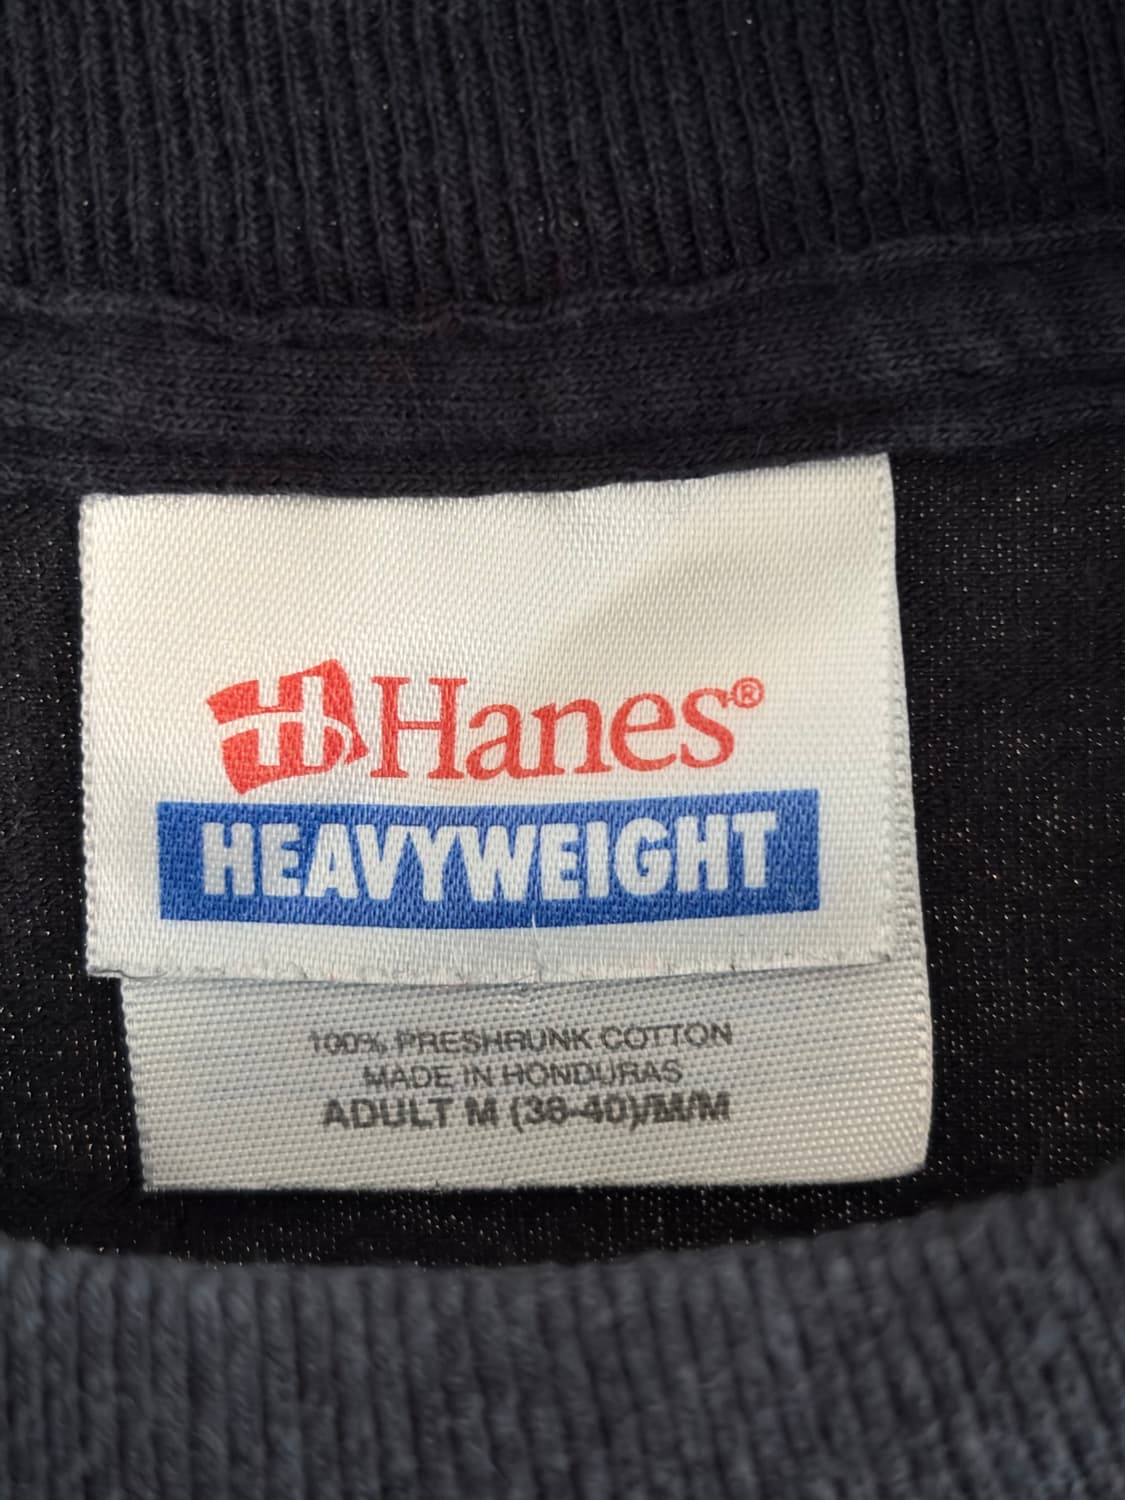 Hanes®
HEAVYWEIGHT
100% PRESHRUNK COTTON
MADE IN HONDURAS
ADULT M (38-40)/M/M